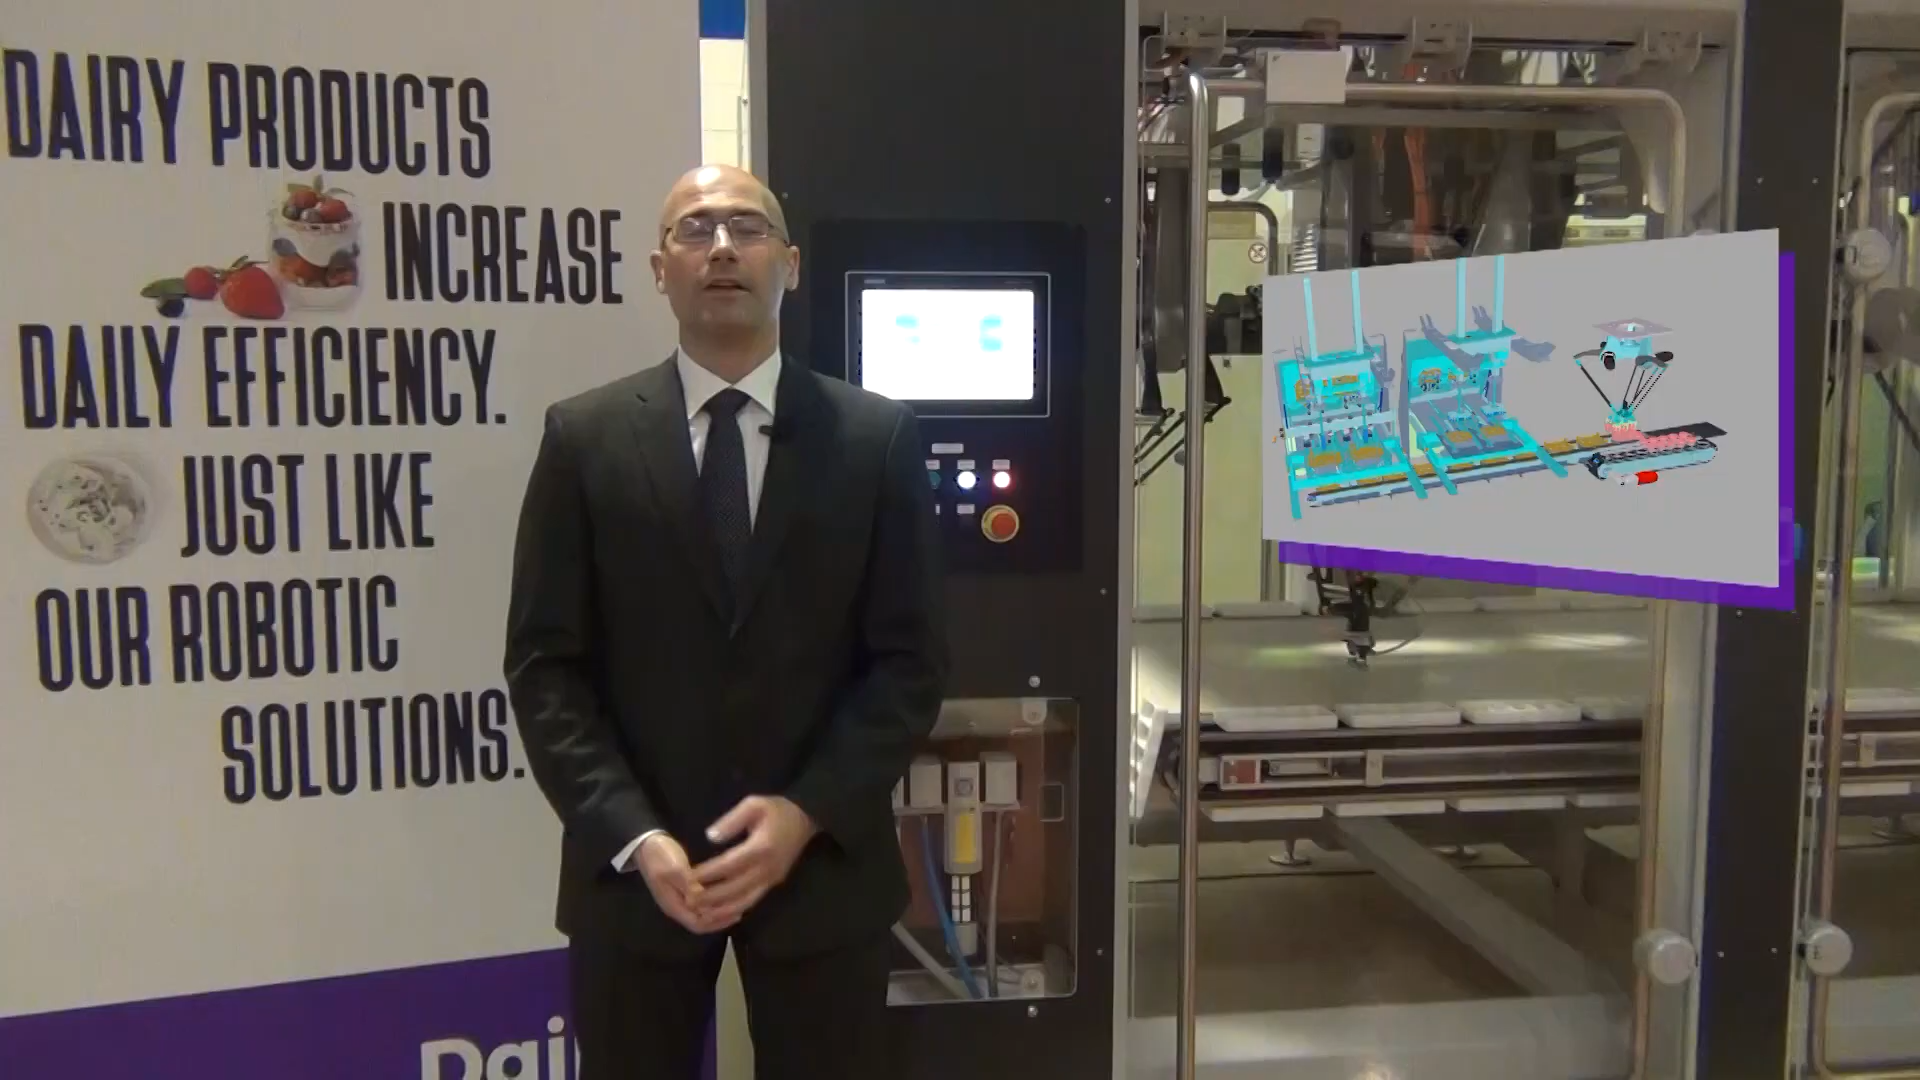 DAIRY PRODUCTS
INCREASE
DAILY EFFICIENCY.
JUST LIKE
OUR ROBOTIC
SOLUTIONS.